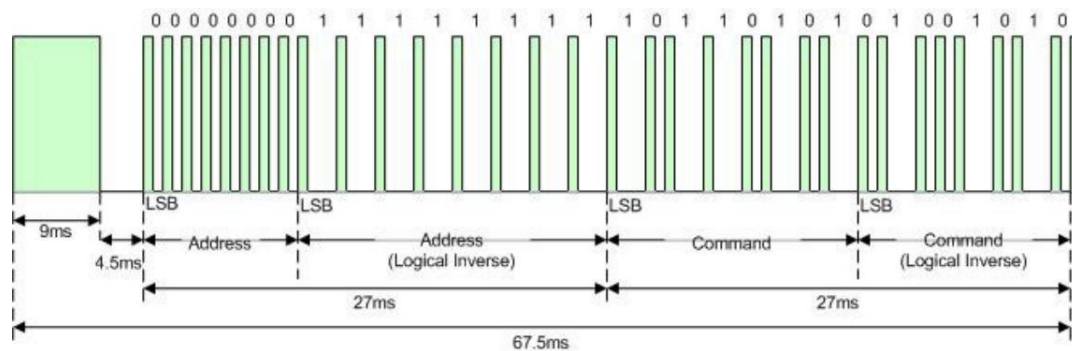 0 0 0 0 0 0 0 0 1 1 1 1 1 1 1 1 1 0 1 1 0 1 0 1 0 1 0 0 1 0 1 0
LSB LSB LSB LSB
9ms Address Address Command Command
4.5ms (Logical Inverse) (Logical Inverse)
27ms 27ms
67.5ms